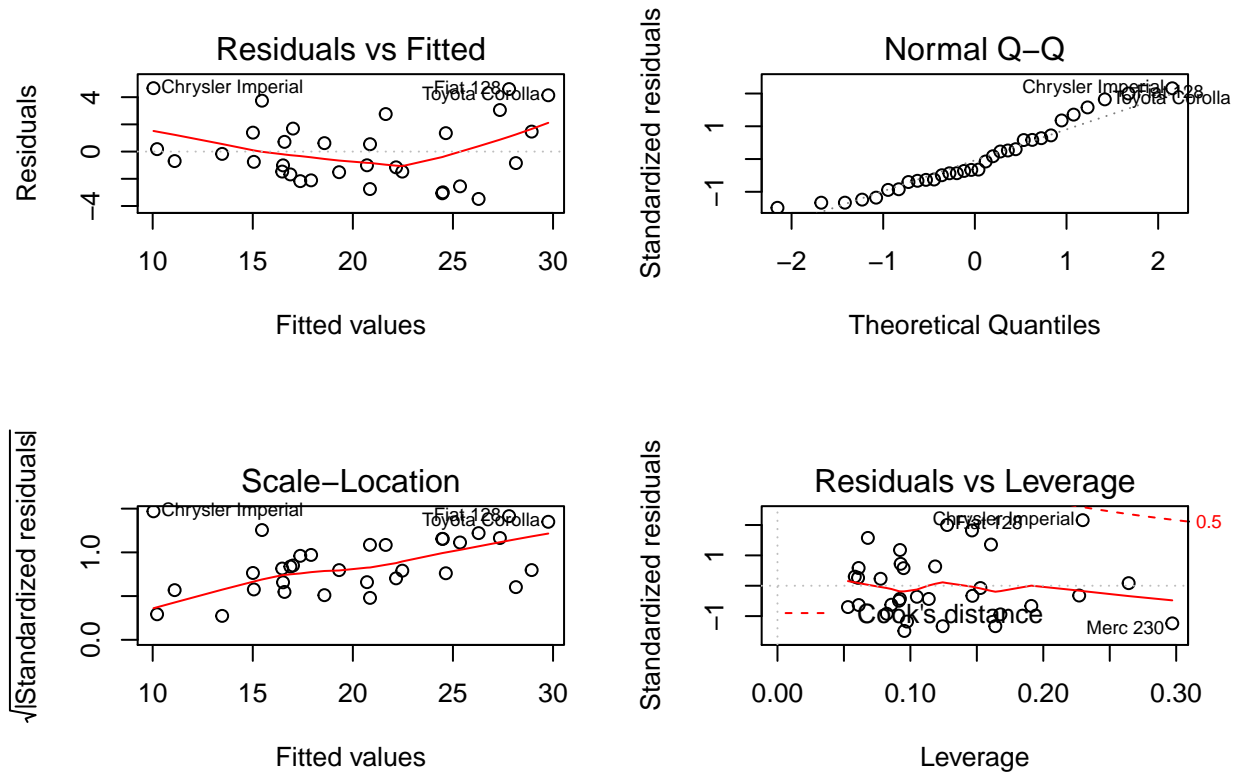 Residuals vs Fitted
Residuals
4
0
−4
Chrysler Imperial
Fiat 128
Toyota Corolla
10 15 20 25 30
Fitted values
Normal Q−Q
Standardized residuals
1
−1
Chrysler Imperial
Fiat 128
Toyota Corolla
−2 −1 0 1 2
Theoretical Quantiles
Scale−Location
√|Standardized residuals|
1.0
0.0
Chrysler Imperial
Fiat 128
Toyota Corolla
10 15 20 25 30
Fitted values
Residuals vs Leverage
Standardized residuals
1
−1
Chrysler Imperial
Fiat 128
0.5
Cook's distance
Merc 230
0.00 0.10 0.20 0.30
Leverage